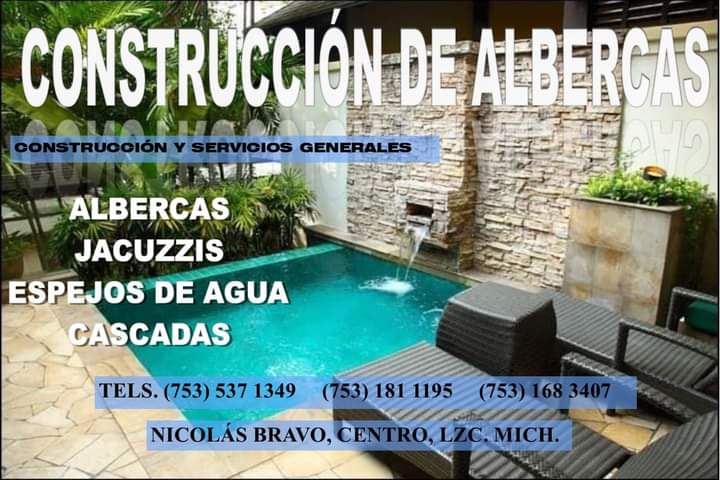 CONSTRUCCIÓN DE ALBERCAS
CONSTRUCCIÓN Y SERVICIOS GENERALES
ALBERCAS
JACUZZIS
ESPEJOS DE AGUA
CASCADAS
TELS. (753) 537 1349 (753) 181 1195 (753) 168 3407
NICOLÁS BRAVO, CENTRO, LZC. MICH.